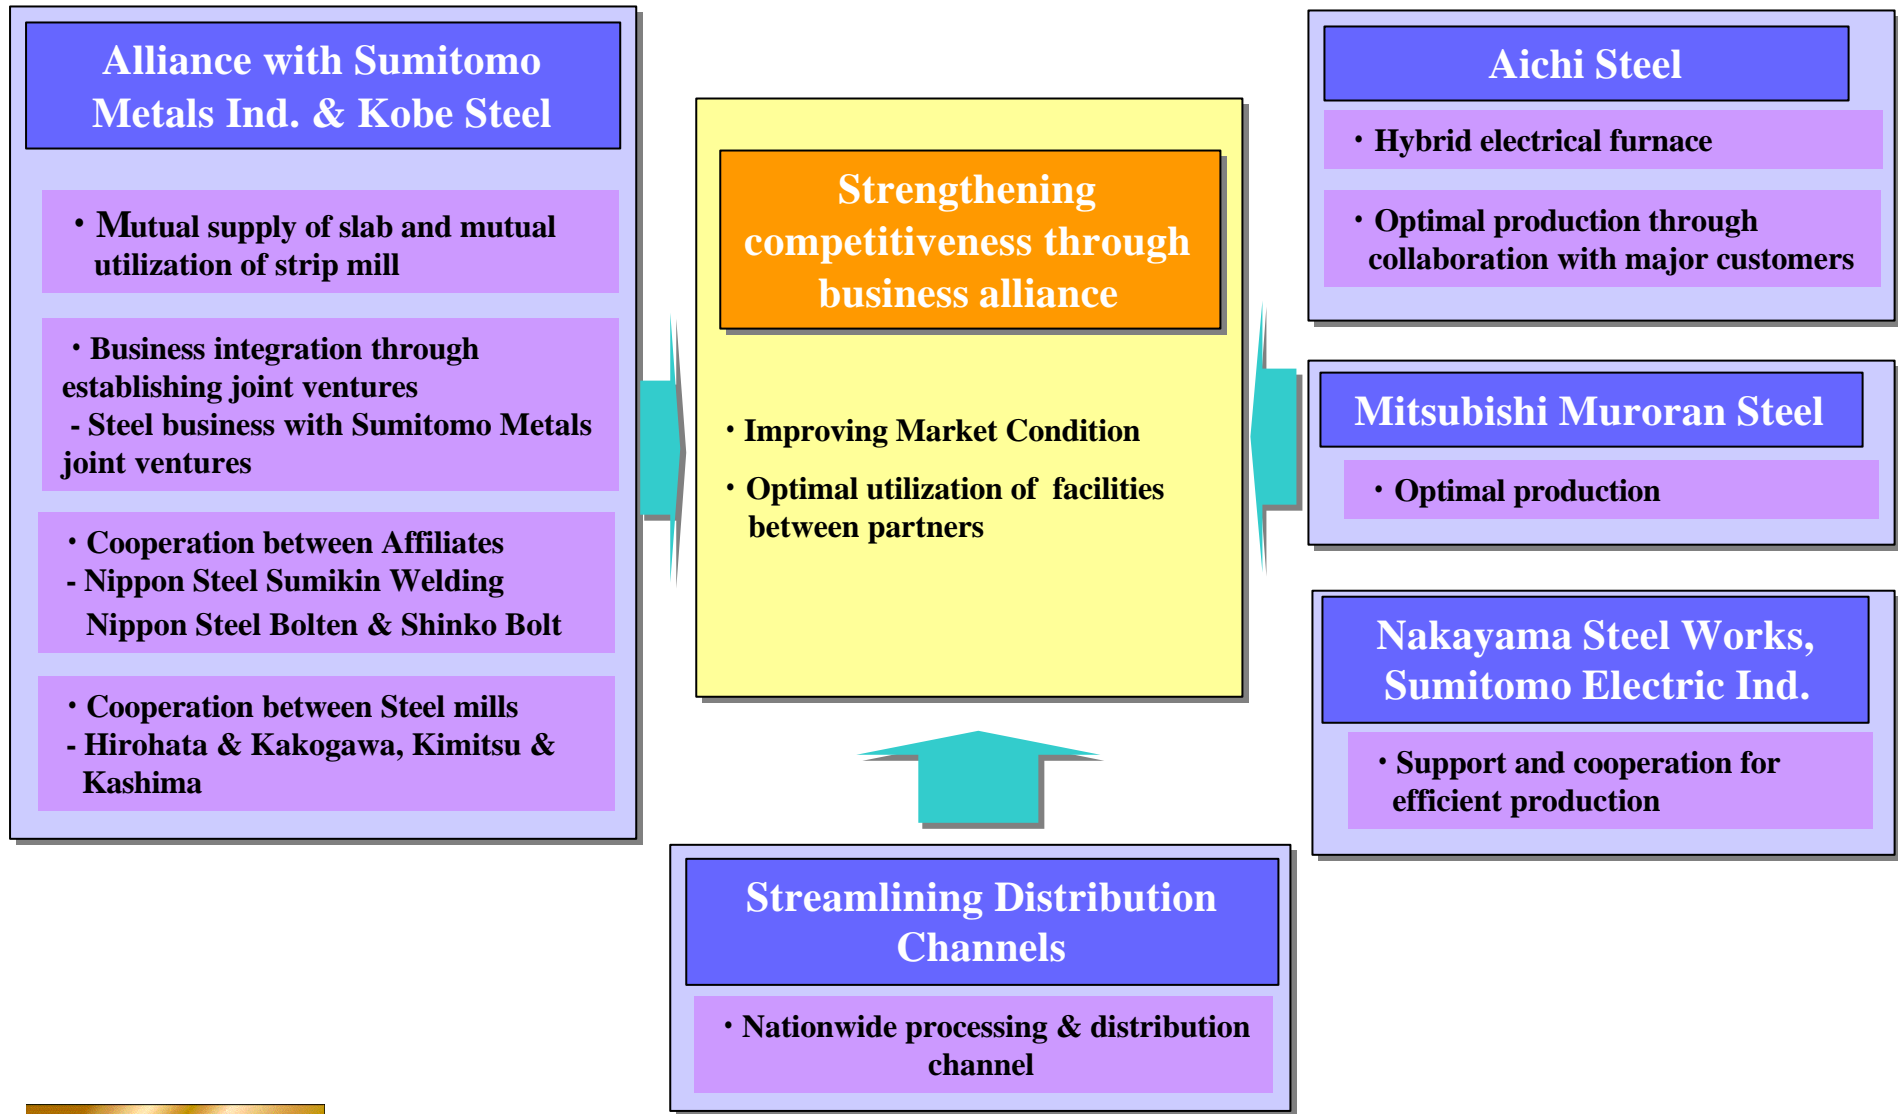 Alliance with Sumitomo
Metals Ind. & Kobe Steel
・Mutual supply of slab and mutual
utilization of strip mill
・Business integration through
establishing joint ventures
- Steel business with Sumitomo Metals
joint ventures
・Cooperation between Affiliates
- Nippon Steel Sumikin Welding
Nippon Steel Bolten & Shinko Bolt
・Cooperation between Steel mills
- Hirohata & Kakogawa, Kimitsu &
Kashima
Strengthening
competitiveness through
business alliance
・Improving Market Condition
・Optimal utilization of facilities
between partners
Aichi Steel
・Hybrid electrical furnace
・Optimal production through
collaboration with major customers
Mitsubishi Muroran Steel
・Optimal production
Nakayama Steel Works,
Sumitomo Electric Ind.
・Support and cooperation for
efficient production
Streamlining Distribution
Channels
・Nationwide processing & distribution
channel